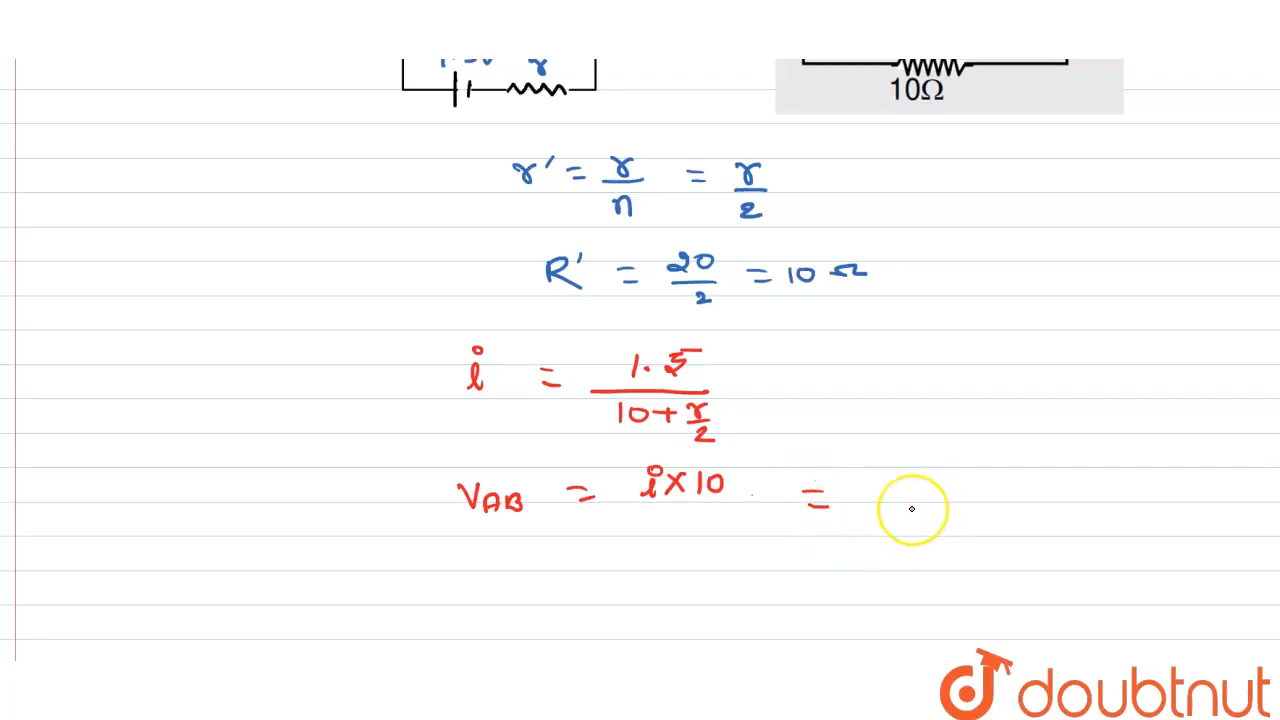 r
10Ω
r' = r/n = r/2
R' = 20/2 = 10 Ω
i = 1.5/(10+r/2)
VAB = i×10 =
doubtnut